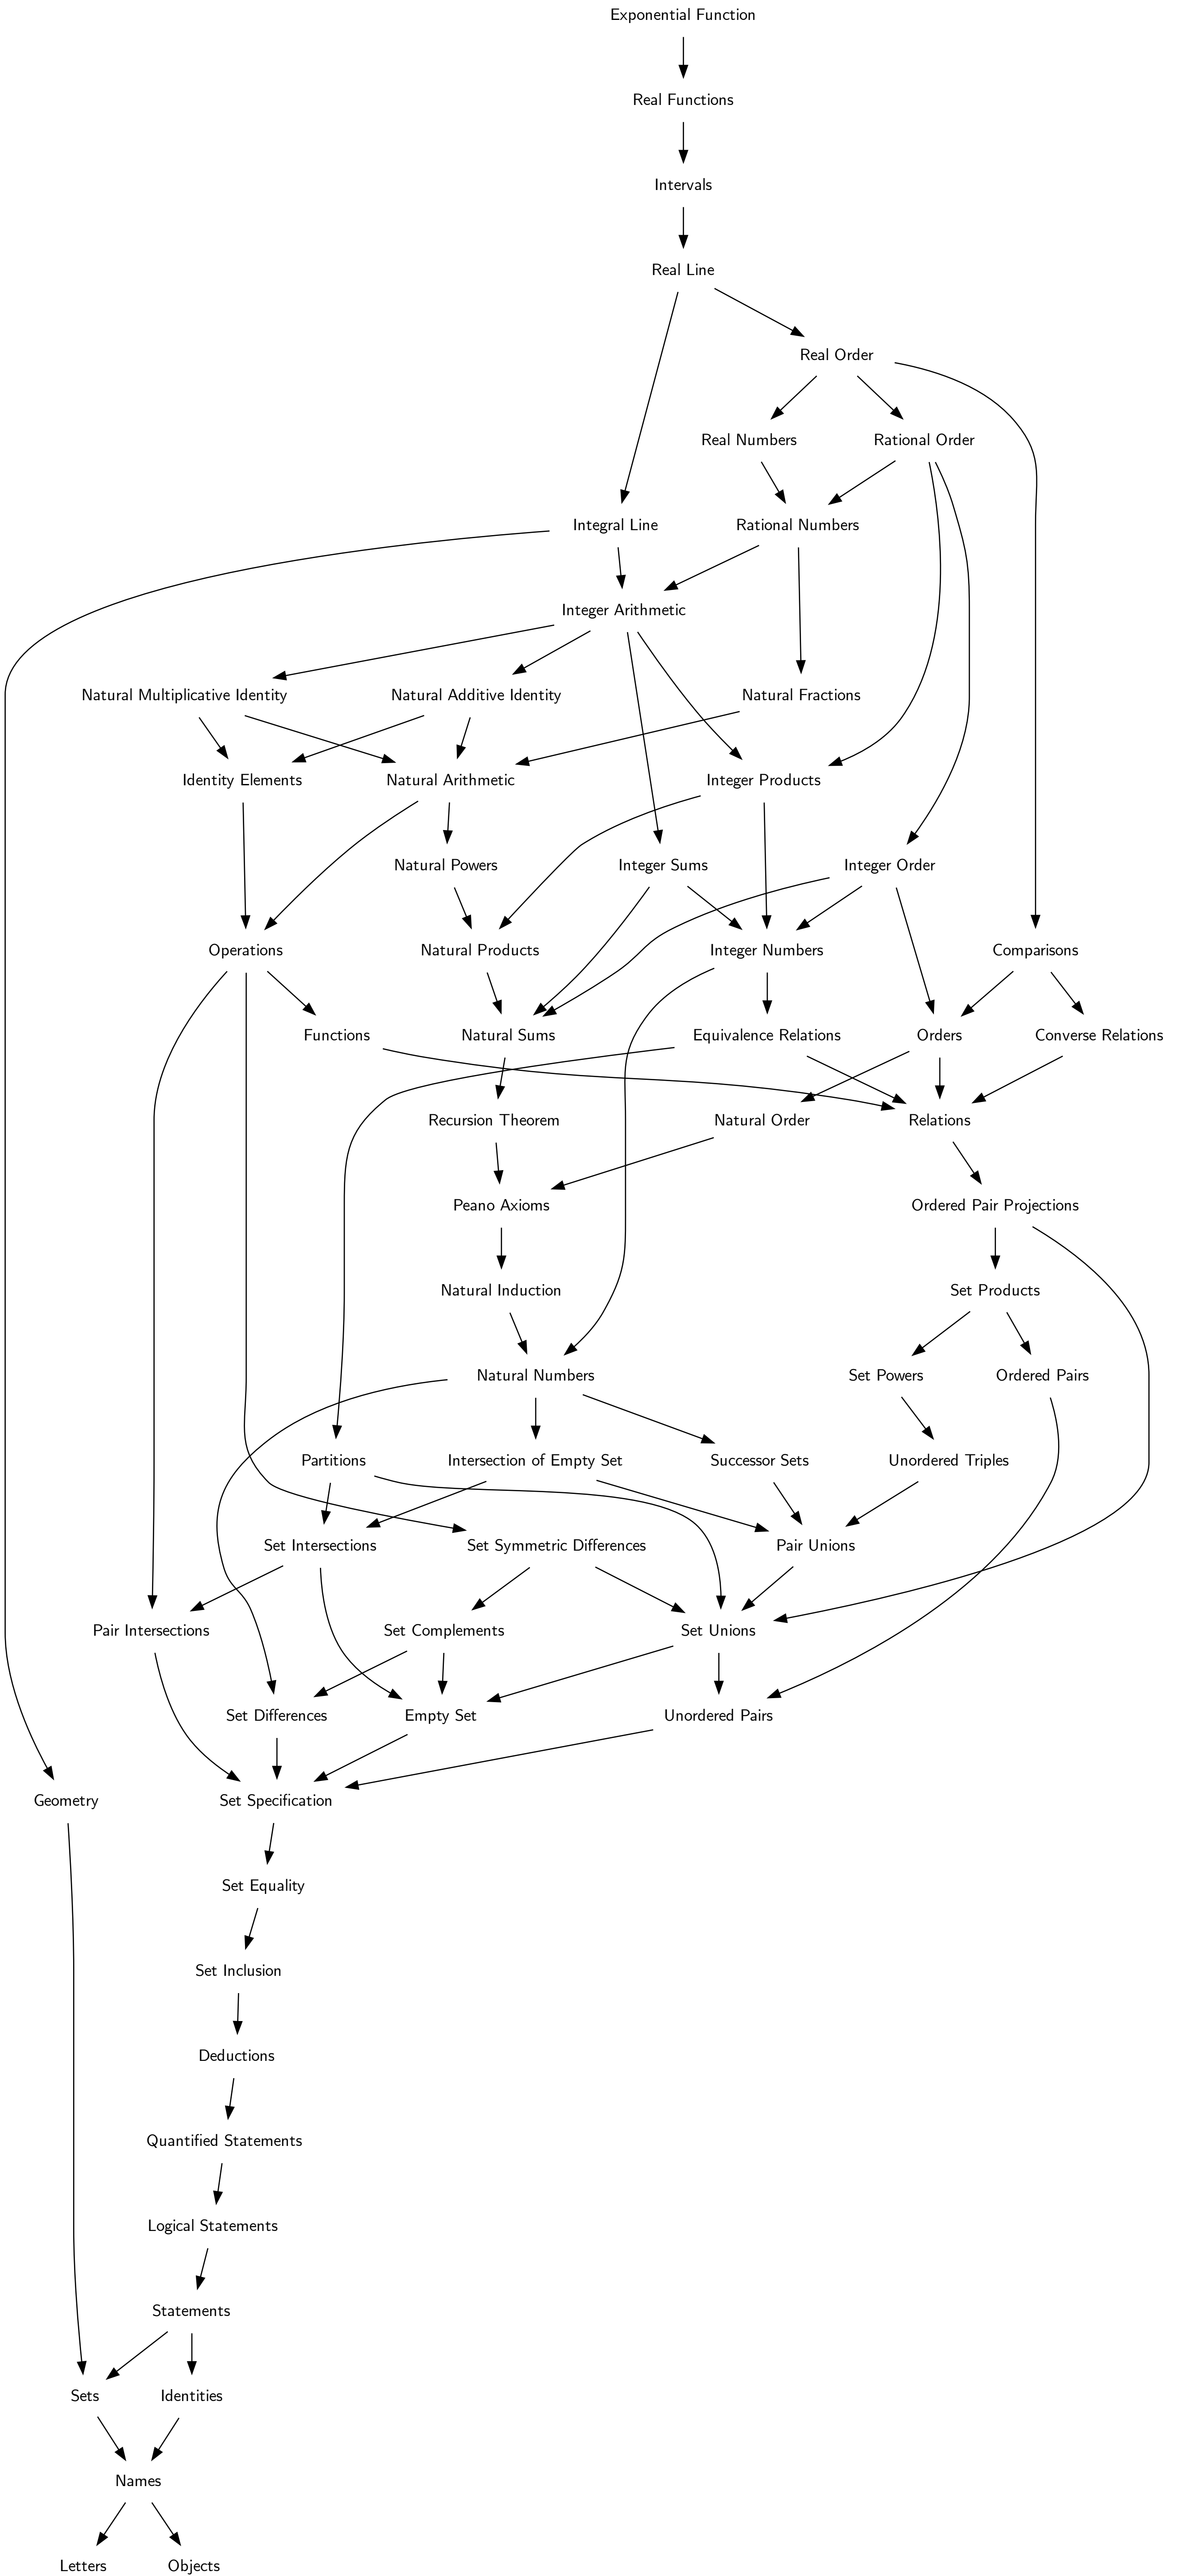 Exponential Function
Real Functions
Intervals
Real Line
Real Order
Real Numbers
Rational Order
Integral Line
Rational Numbers
Integer Arithmetic
Natural Multiplicative Identity
Natural Additive Identity
Natural Fractions
Identity Elements
Natural Arithmetic
Integer Products
Natural Powers
Integer Sums
Integer Order
Operations
Natural Products
Integer Numbers
Comparisons
Functions
Natural Sums
Equivalence Relations
Orders
Converse Relations
Recursion Theorem
Natural Order
Relations
Peano Axioms
Ordered Pair Projections
Natural Induction
Set Products
Natural Numbers
Set Powers
Ordered Pairs
Partitions
Intersection of Empty Set
Successor Sets
Unordered Triples
Set Intersections
Set Symmetric Differences
Pair Unions
Pair Intersections
Set Complements
Set Unions
Set Differences
Empty Set
Unordered Pairs
Geometry
Set Specification
Set Equality
Set Inclusion
Deductions
Quantified Statements
Logical Statements
Statements
Sets
Identities
Names
Letters
Objects